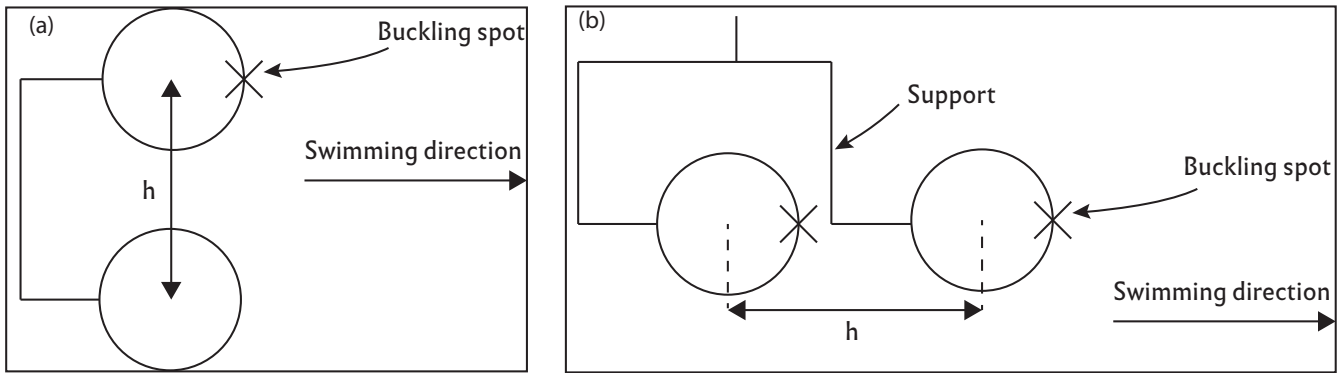 (a)
Buckling spot
Swimming direction
h
(b)
Support
Buckling spot
Swimming direction
h